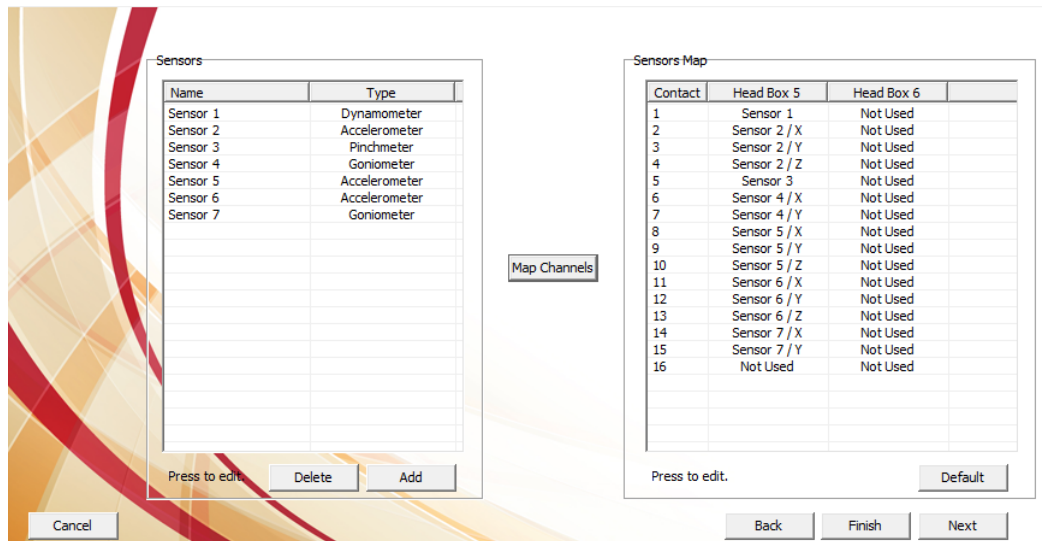 Sensors
Name Type
Sensor 1 Dynamometer
Sensor 2 Accelerometer
Sensor 3 Pinchmeter
Sensor 4 Goniometer
Sensor 5 Accelerometer
Sensor 6 Accelerometer
Sensor 7 Goniometer
Press to edit. Delete Add
Map Channels
Sensors Map
Contact Head Box 5 Head Box 6
1 Sensor 1 Not Used
2 Sensor 2 / X Not Used
3 Sensor 2 / Y Not Used
4 Sensor 2 / Z Not Used
5 Sensor 3 Not Used
6 Sensor 4 / X Not Used
7 Sensor 4 / Y Not Used
8 Sensor 5 / X Not Used
9 Sensor 5 / Y Not Used
10 Sensor 5 / Z Not Used
11 Sensor 6 / X Not Used
12 Sensor 6 / Y Not Used
13 Sensor 6 / Z Not Used
14 Sensor 7 / X Not Used
15 Sensor 7 / Y Not Used
16 Not Used Not Used
Press to edit. Default
Cancel Back Finish Next